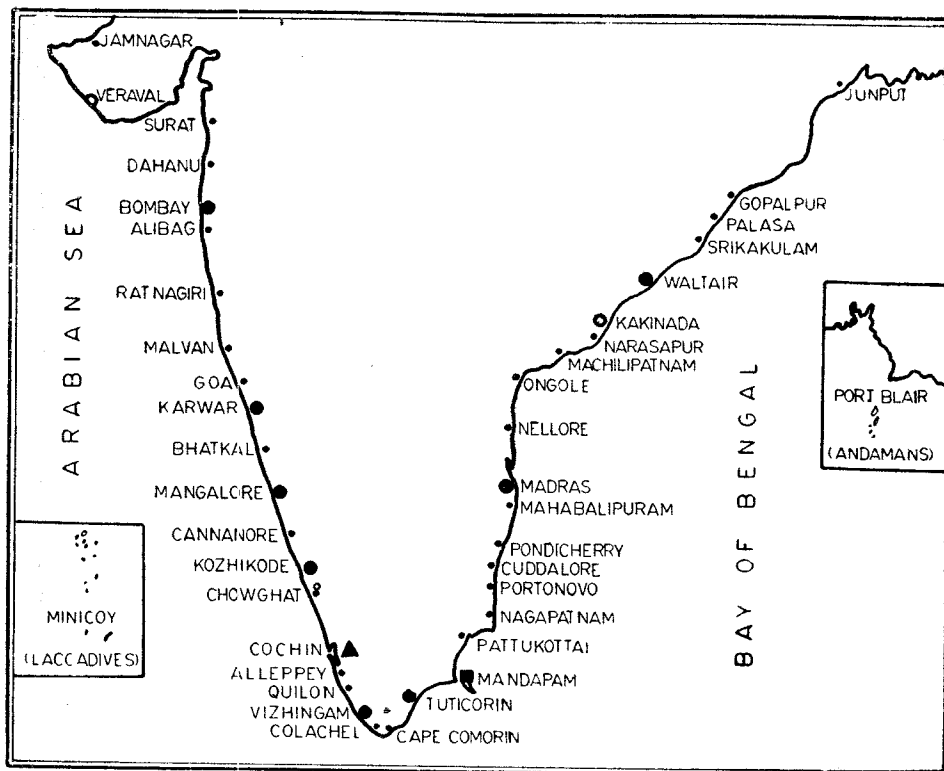 JAMNAGAR
VERAVAL
SURAT
DAHANU
BOMBAY
ALIBAG
RATNAGIRI
MALVAN
GOA
KARWAR
BHATKAL
MANGALORE
CANNANORE
KOZHIKODE
CHOWGHAT
COCHIN
ALLEPPEY
QUILON
VIZHINGAM
COLACHEL
CAPE COMORIN
TUTICORIN
MANDAPAM
PATTUKOTTAI
NAGAPATNAM
PORTONOVO
CUDDALORE
PONDICHERRY
MAHABALIPURAM
MADRAS
NELLORE
ONGOLE
MACHILIPATNAM
NARASAPUR
KAKINADA
WALTAIR
SRIKAKULAM
PALASA
GOPALPUR
JUNPUT
ARABIAN SEA
BAY OF BENGAL
MINICOY
(LACCADIVES)
PORT BLAIR
(ANDAMANS)